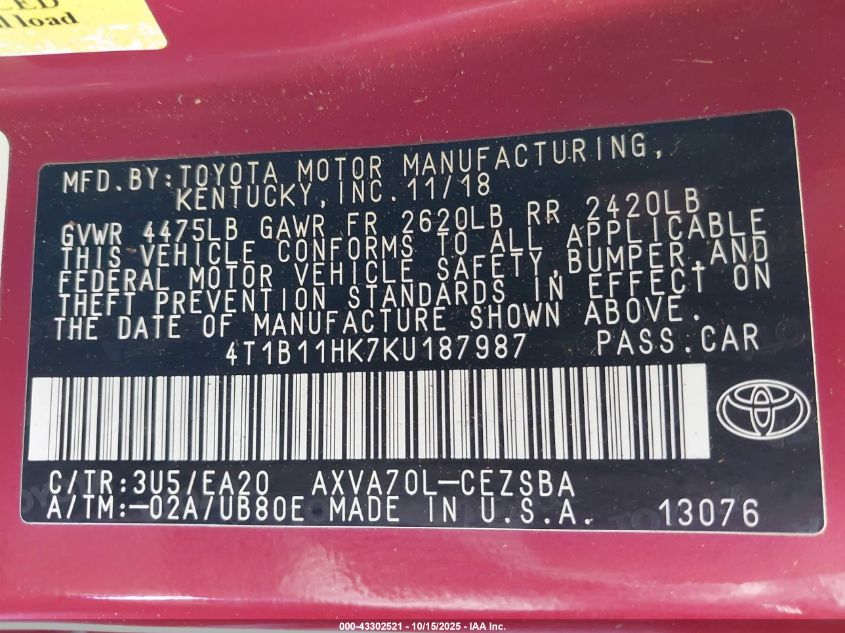 CED
load
MFD.BY:TOYOTA MOTOR MANUFACTURING,
KENTUCKY,INC.11/18
GVWR 4475LB GAWR FR 2620LB RR 2420LB
THIS VEHICLE CONFORMS TO ALL APPLICABLE
FEDERAL MOTOR VEHICLE SAFETY,BUMPER,AND
THEFT PREVENTION STANDARDS IN EFFECT ON
THE DATE OF MANUFACTURE SHOWN ABOVE.
4T1B11HK7KU187987 PASS.CAR
C/TR:3U5/EA20 AXVA70L-CEZSBA
A/TM:-02A/UB80E MADE IN U.S.A. 13076
000-43302521 - 10/15/2025 - IAA Inc.